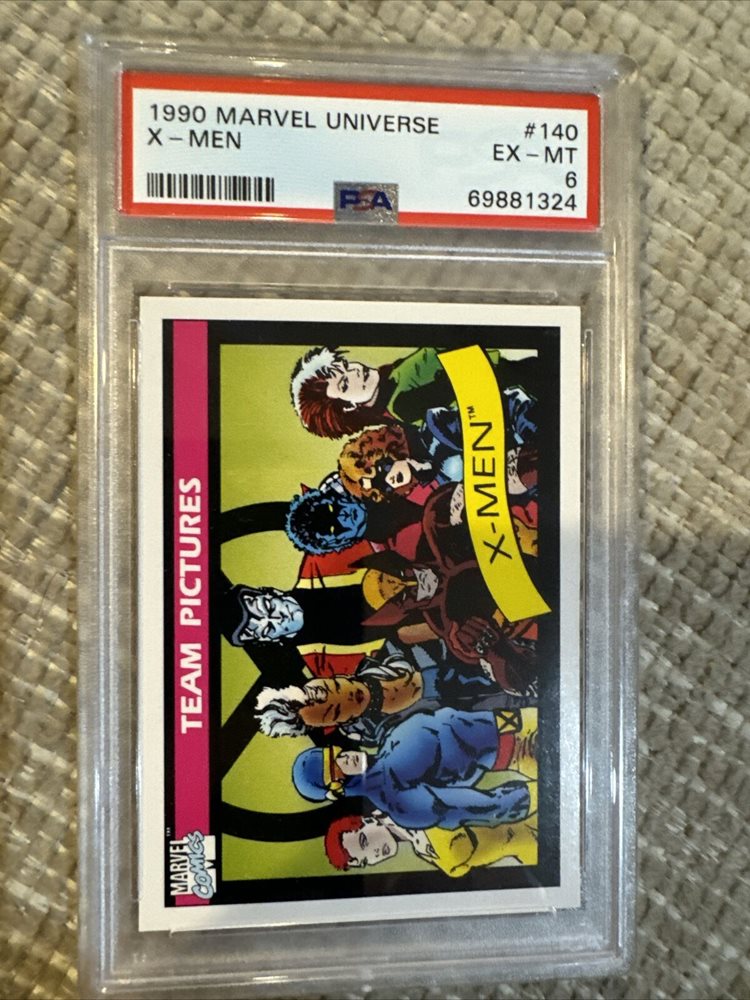 1990 MARVEL UNIVERSE #140
X-MEN EX-MT
6
PSA 69881324
TEAM PICTURES
MARVEL
COMICS
X-MEN™